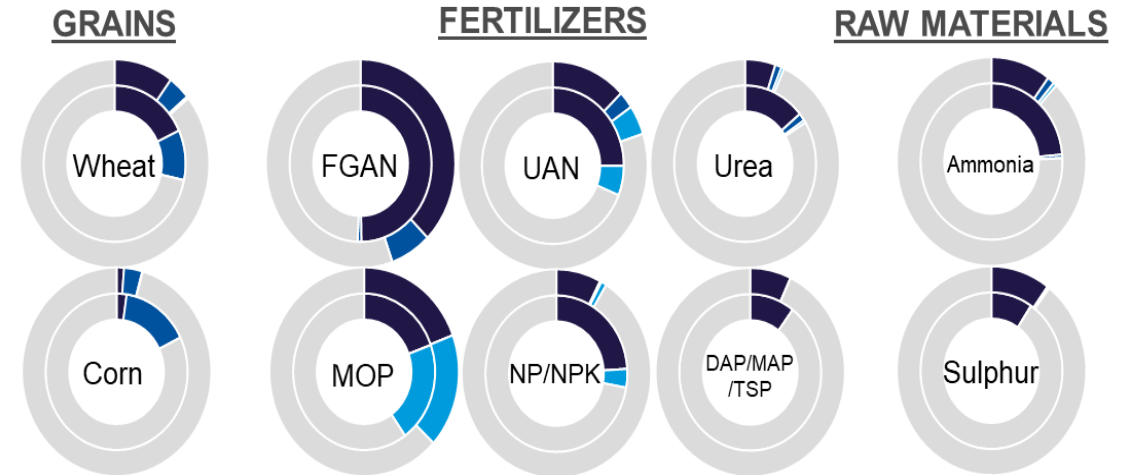 GRAINS
FERTILIZERS
RAW MATERIALS
Wheat
FGAN
UAN
Urea
Ammonia
Corn
MOP
NP/NPK
DAP/MAP
/TSP
Sulphur